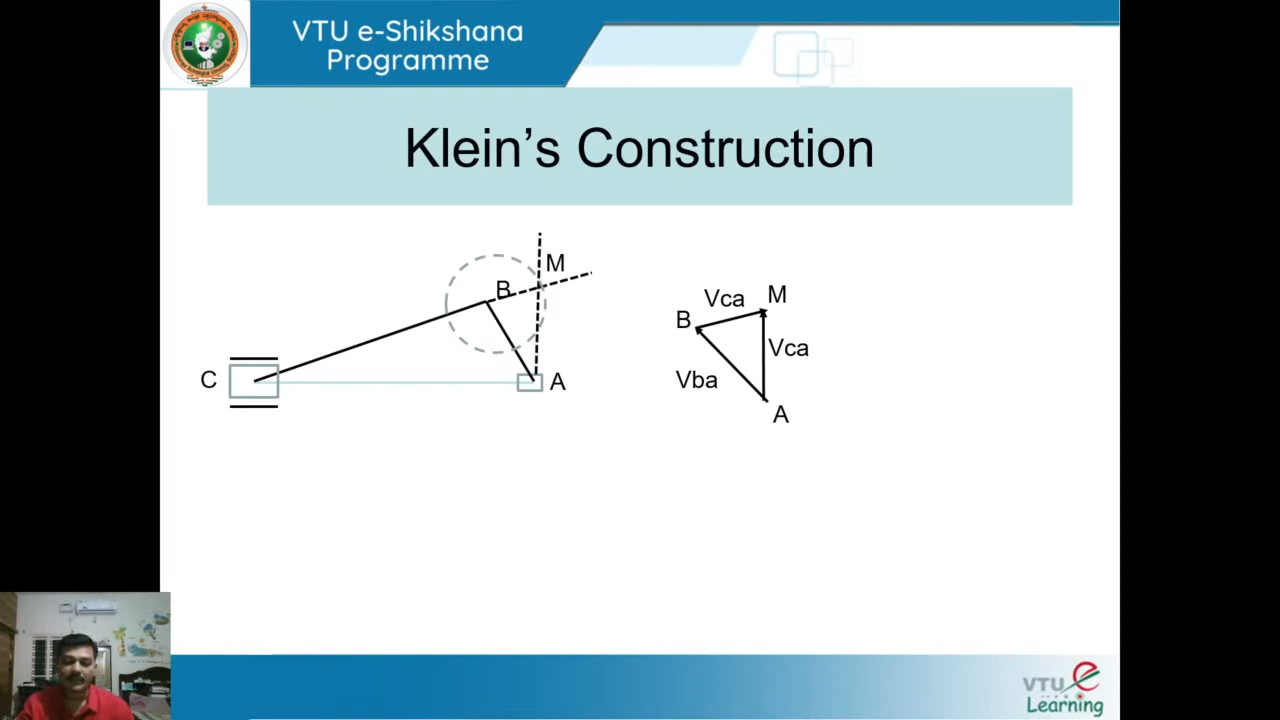 VTU e-Shikshana
Programme
Klein's Construction
M
B
C
A
Vca
M
B
Vca
Vba
A
VTU e
Learning